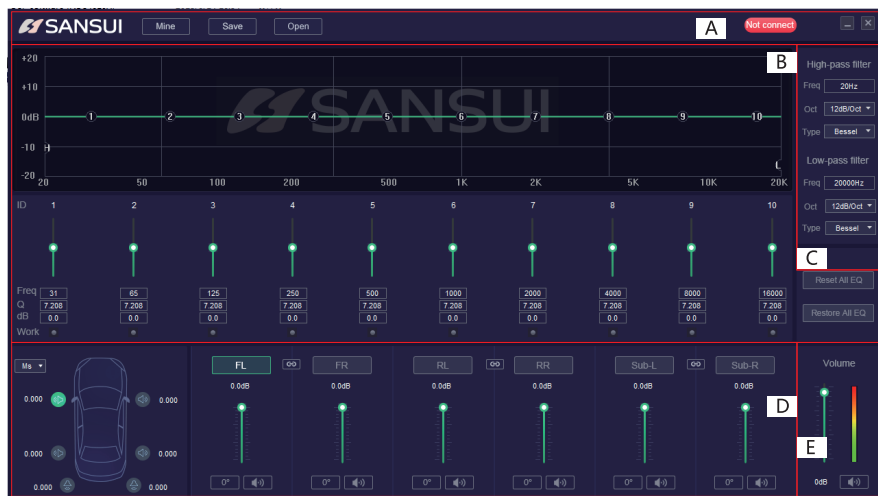 SANSUI Mine Save Open A Not connect
SANSUI
+20
+10
0dB 1 2 3 4 5 6 7 8 9 10
-10 H
-20 L
20 50 100 200 500 1K 2K 5K 10K 20K
B
High-pass filter
Freq 20Hz
Oct 12dB/Oct
Type Bessel
Low-pass filter
Freq 20000Hz
Oct 12dB/Oct
Type Bessel
ID 1 2 3 4 5 6 7 8 9 10
Freq 31 65 125 250 500 1000 2000 4000 8000 16000
Q 7.208 7.208 7.208 7.208 7.208 7.208 7.208 7.208 7.208 7.208
dB 0.0 0.0 0.0 0.0 0.0 0.0 0.0 0.0 0.0 0.0
Work
C
Reset All EQ
Restore All EQ
Ms
0.000 0.000
0.000 0.000
0.000 0.000
FL FR RL RR Sub-L Sub-R
0.0dB 0.0dB 0.0dB 0.0dB 0.0dB 0.0dB
D
0° 0° 0° 0° 0° 0°
Volume
E
0dB